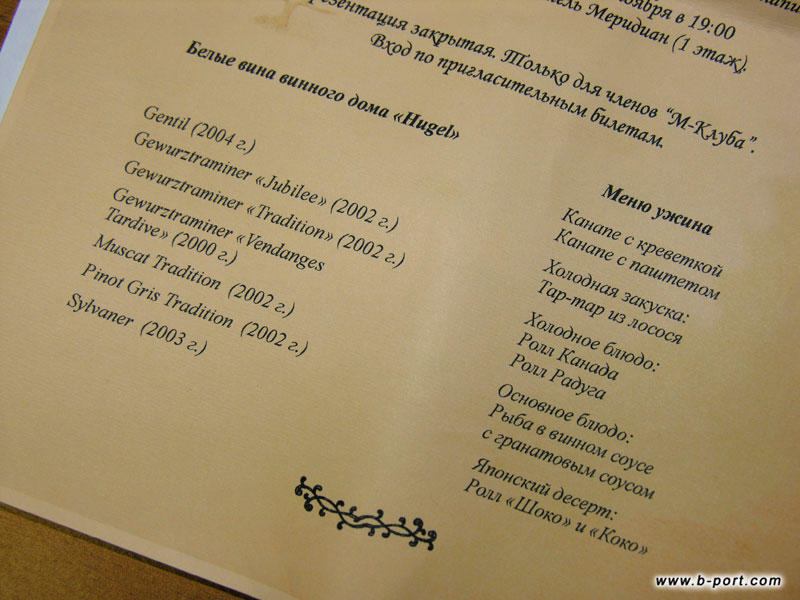 ноября в 19:00
Меридиан (1 этаж).
Презентация закрытая. Только для членов "М-Клуба".
Вход по пригласительным билетам.
Белые вина винного дома «Hugel»
Gentil (2004 г.)
Gewurztraminer «Jubilee» (2002 г.)
Gewurztraminer «Tradition» (2002 г.)
Gewurztraminer «Vendanges
Tardive» (2000 г.)
Muscat Tradition (2002 г.)
Pinot Gris Tradition (2002 г.)
Sylvaner (2003 г.)
Меню ужина
Канапе с креветкой
Канапе с паштетом
Холодная закуска:
Тар-тар из лосося
Холодное блюдо:
Ролл Канада
Ролл Радуга
Основное блюдо:
Рыба в винном соусе
с гранатовым соусом
Японский десерт:
Ролл «Шоко» и «Коко»
www.b-port.com